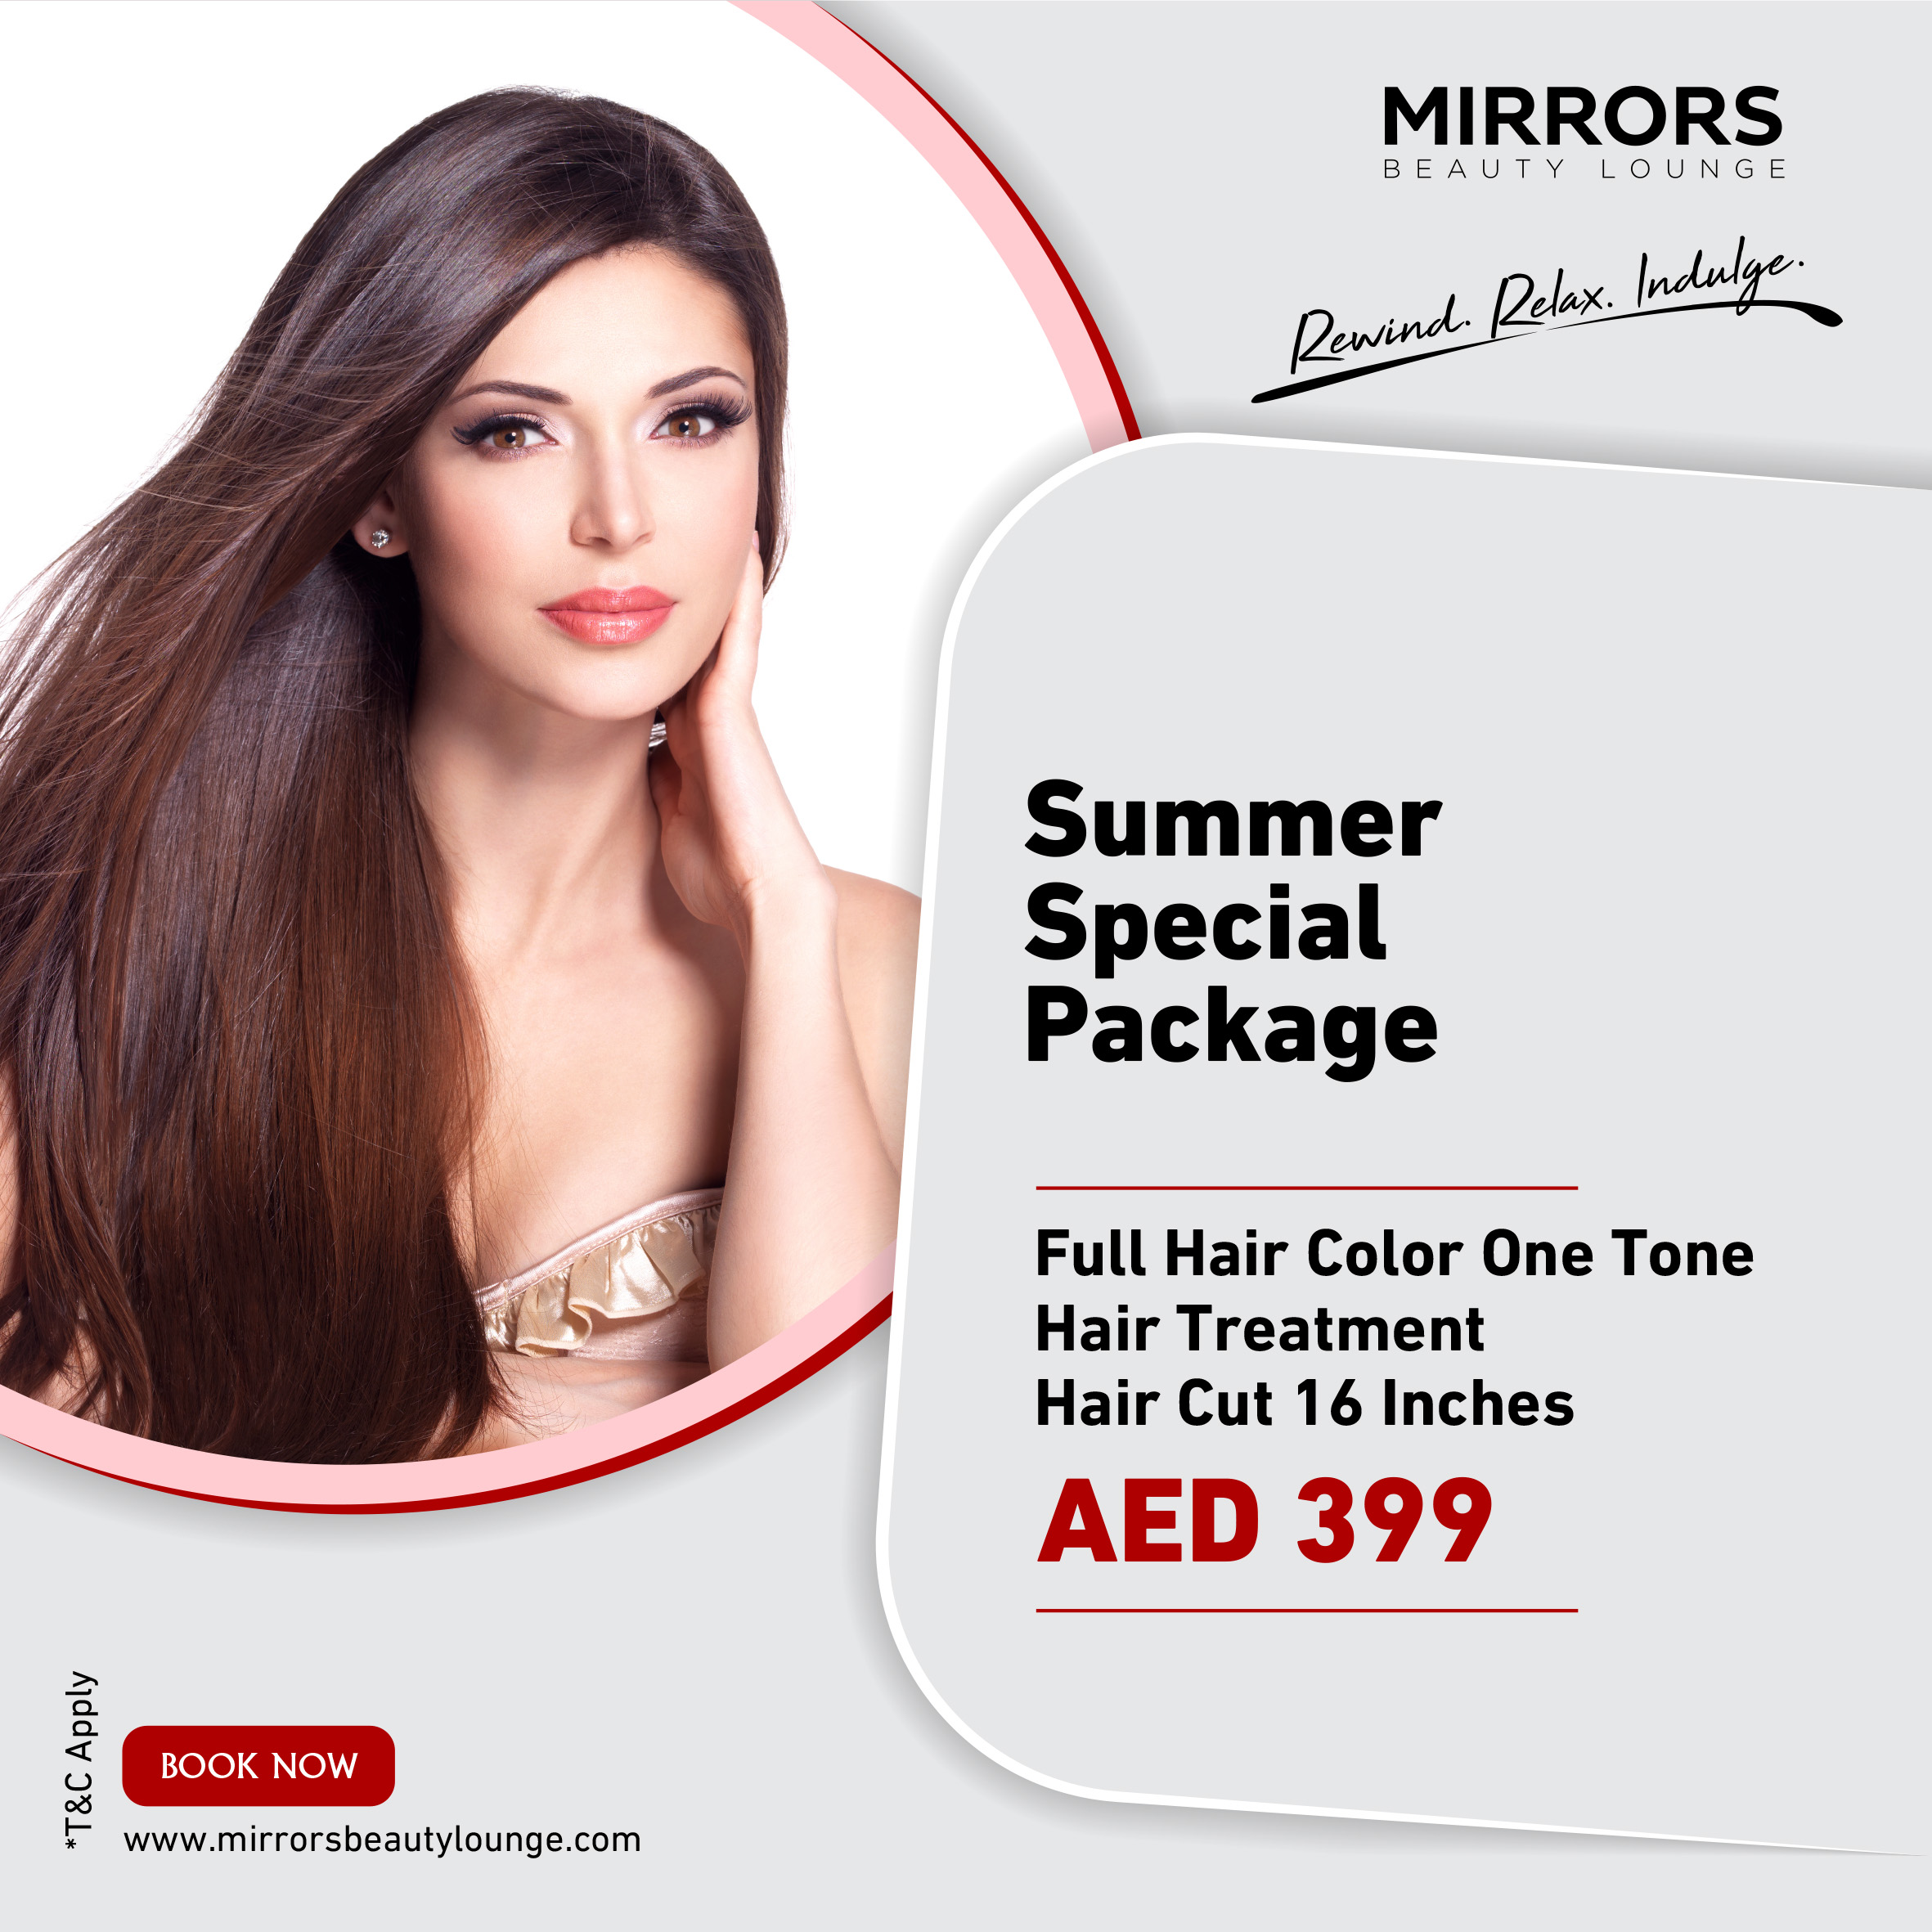 MIRRORS
BEAUTY LOUNGE
Rewind. Relax. Indulge.
Summer
Special
Package
Full Hair Color One Tone
Hair Treatment
Hair Cut 16 Inches
AED 399
*T&C Apply
BOOK NOW
www.mirrorsbeautylounge.com